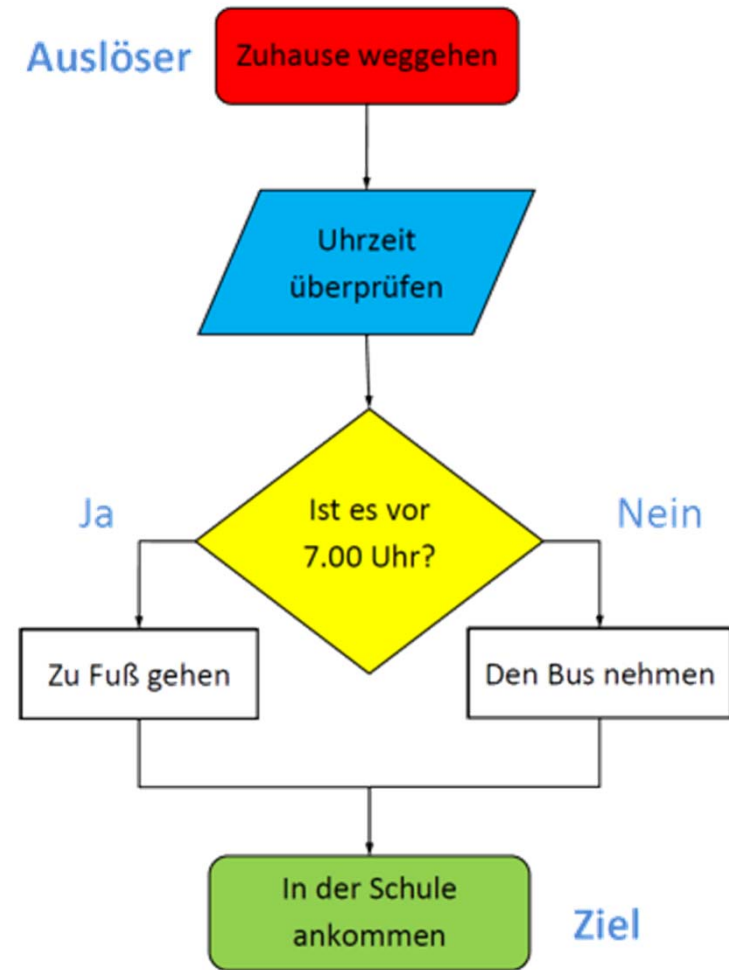 Auslöser
Zuhause weggehen
Uhrzeit
überprüfen
Ja
Ist es vor
7.00 Uhr?
Nein
Zu Fuß gehen
Den Bus nehmen
In der Schule
ankommen
Ziel